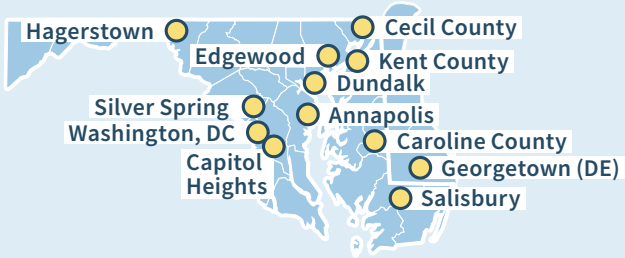 Hagerstown
Cecil County
Edgewood
Kent County
Dundalk
Silver Spring
Annapolis
Washington, DC
Caroline County
Capitol
Heights
Georgetown (DE)
Salisbury